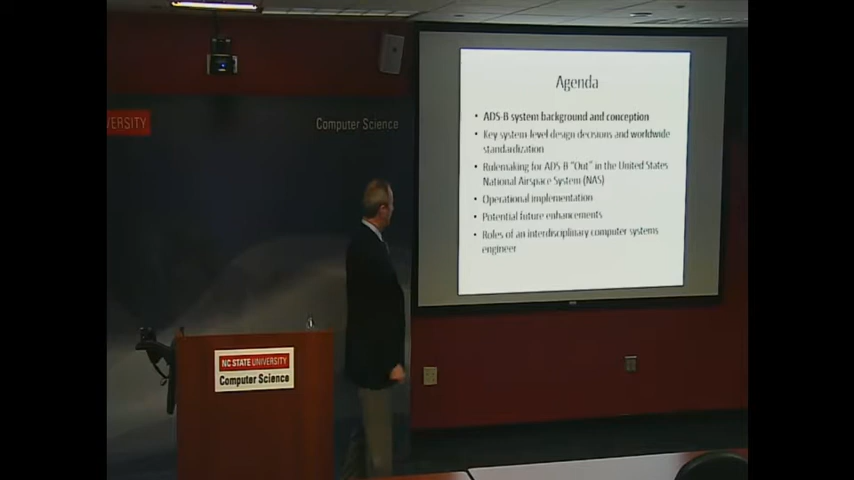 ERSITY
Computer Science
Agenda
• ADS-B system background and conception
• Key system level design decisions and worldwide
standardization
• Rulemaking for ADS-B "Out" in the United States
National Airspace System (NAS)
• Operational implementation
• Potential future enhancements
• Roles of an interdisciplinary computer systems
engineer
NC STATE UNIVERSITY
Computer Science